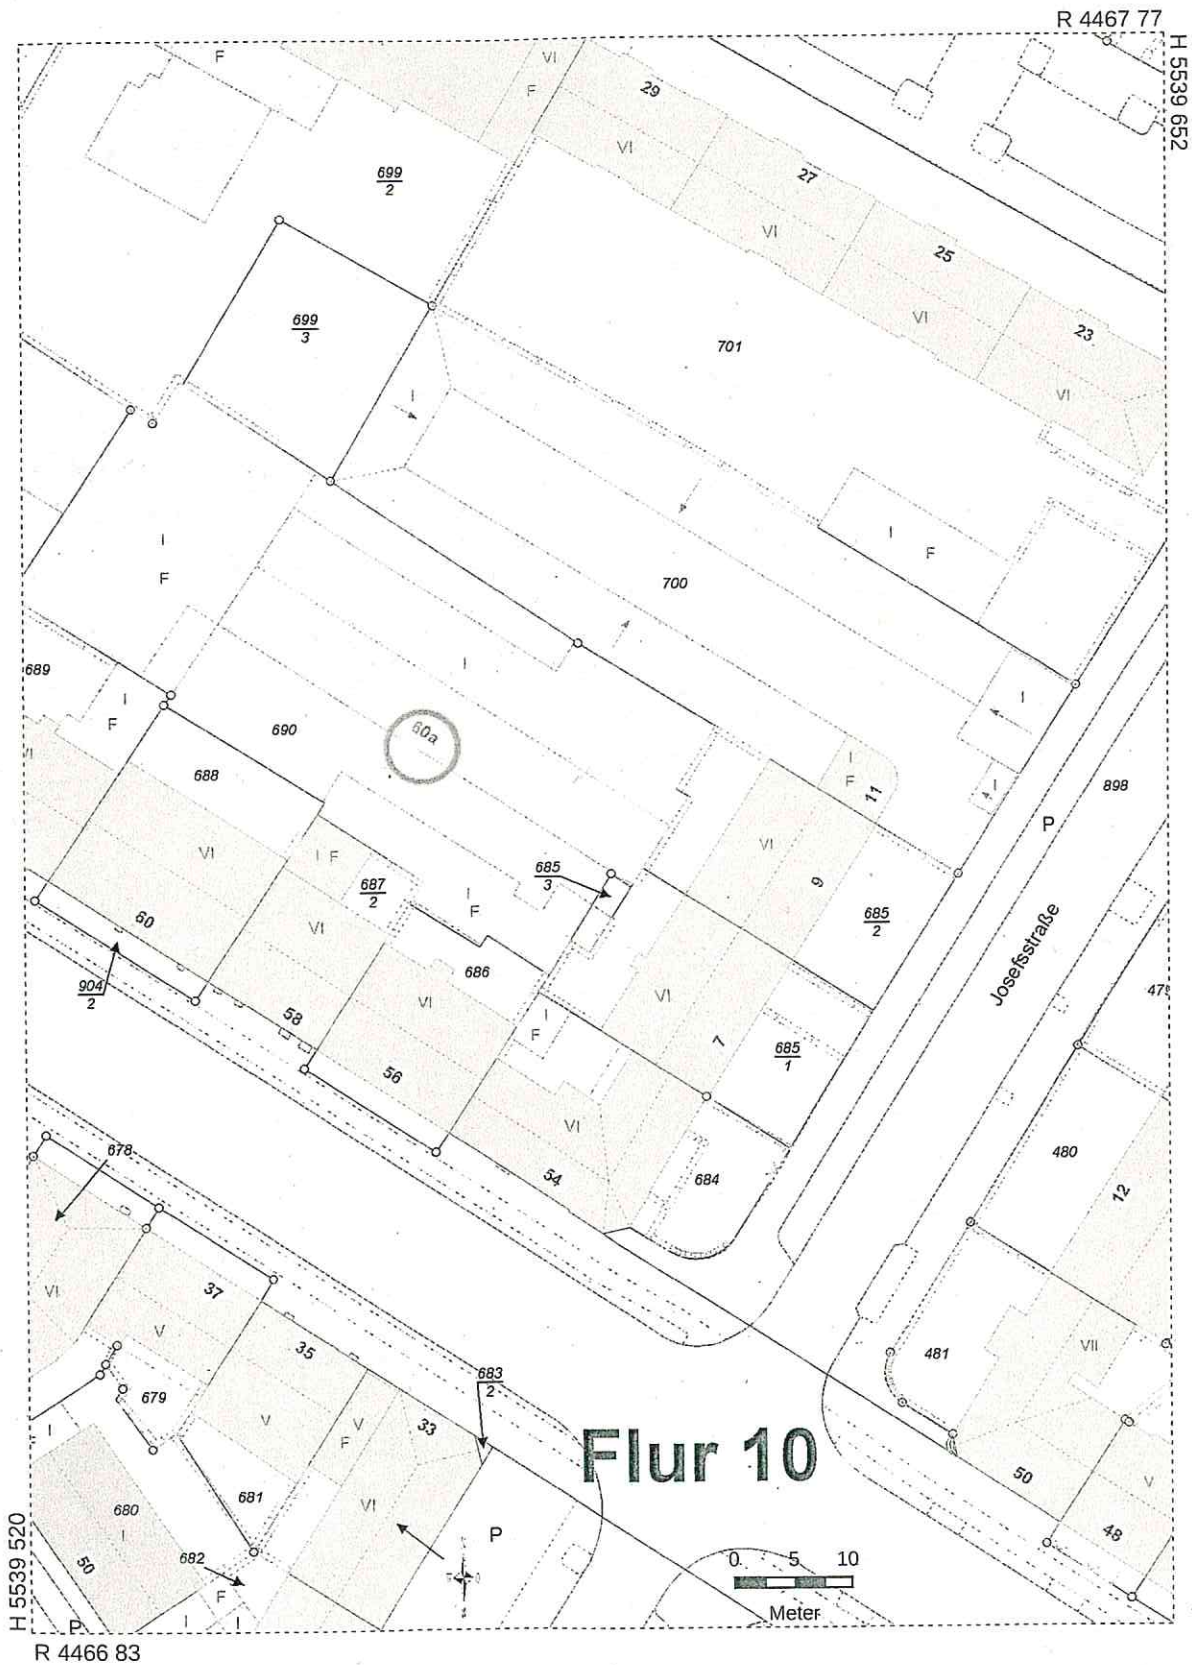 R 4467 77
H 5539 652
F
VI
F
29
VI
699
2
27
VI
25
VI
23
VI
699
3
701
I
I
F
I
F
700
I
689
I
F
690
60a
688
I
F
11
I
I
898
P
VI
VI
I F
687
2
685
3
I
F
VI
9
685
2
60
VI
686
VI
904
2
58
56
I
F
VI
7
685
1
Josefsstraße
479
480
12
VI
54
684
678
VI
37
V
35
V
V
F
33
683
2
679
481
VII
50
V
48
Flur 10
I
681
VI
P
680
I
50
682
F
I
I
P
0 5 10
Meter
H 5539 520
R 4466 83